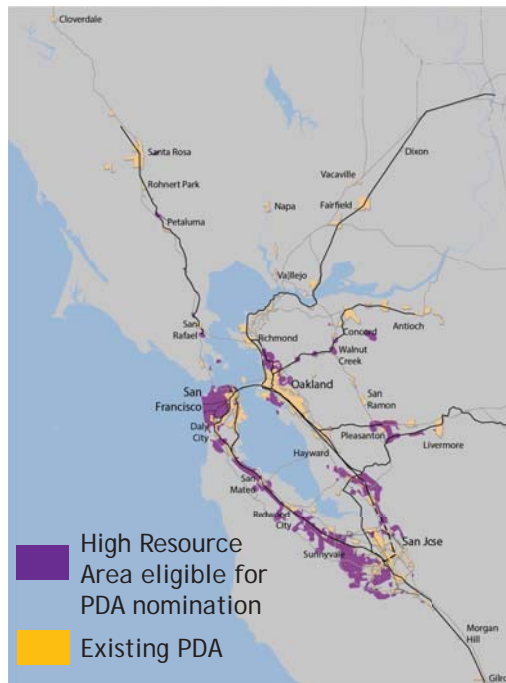 Cloverdale
Santa Rosa
Dixon
Rohnert Park
Vacaville
Napa
Fairfield
Petaluma
Vallejo
San
Rafael
Richmond
Concord
Antioch
Walnut
Creek
Oakland
San
Francisco
San
Ramon
Daly
City
Pleasanton
Livermore
Hayward
San
Mateo
Redwood
City
San Jose
Sunnyvale
High Resource
Area eligible for
PDA nomination
Existing PDA
Morgan
Hill
Gilro